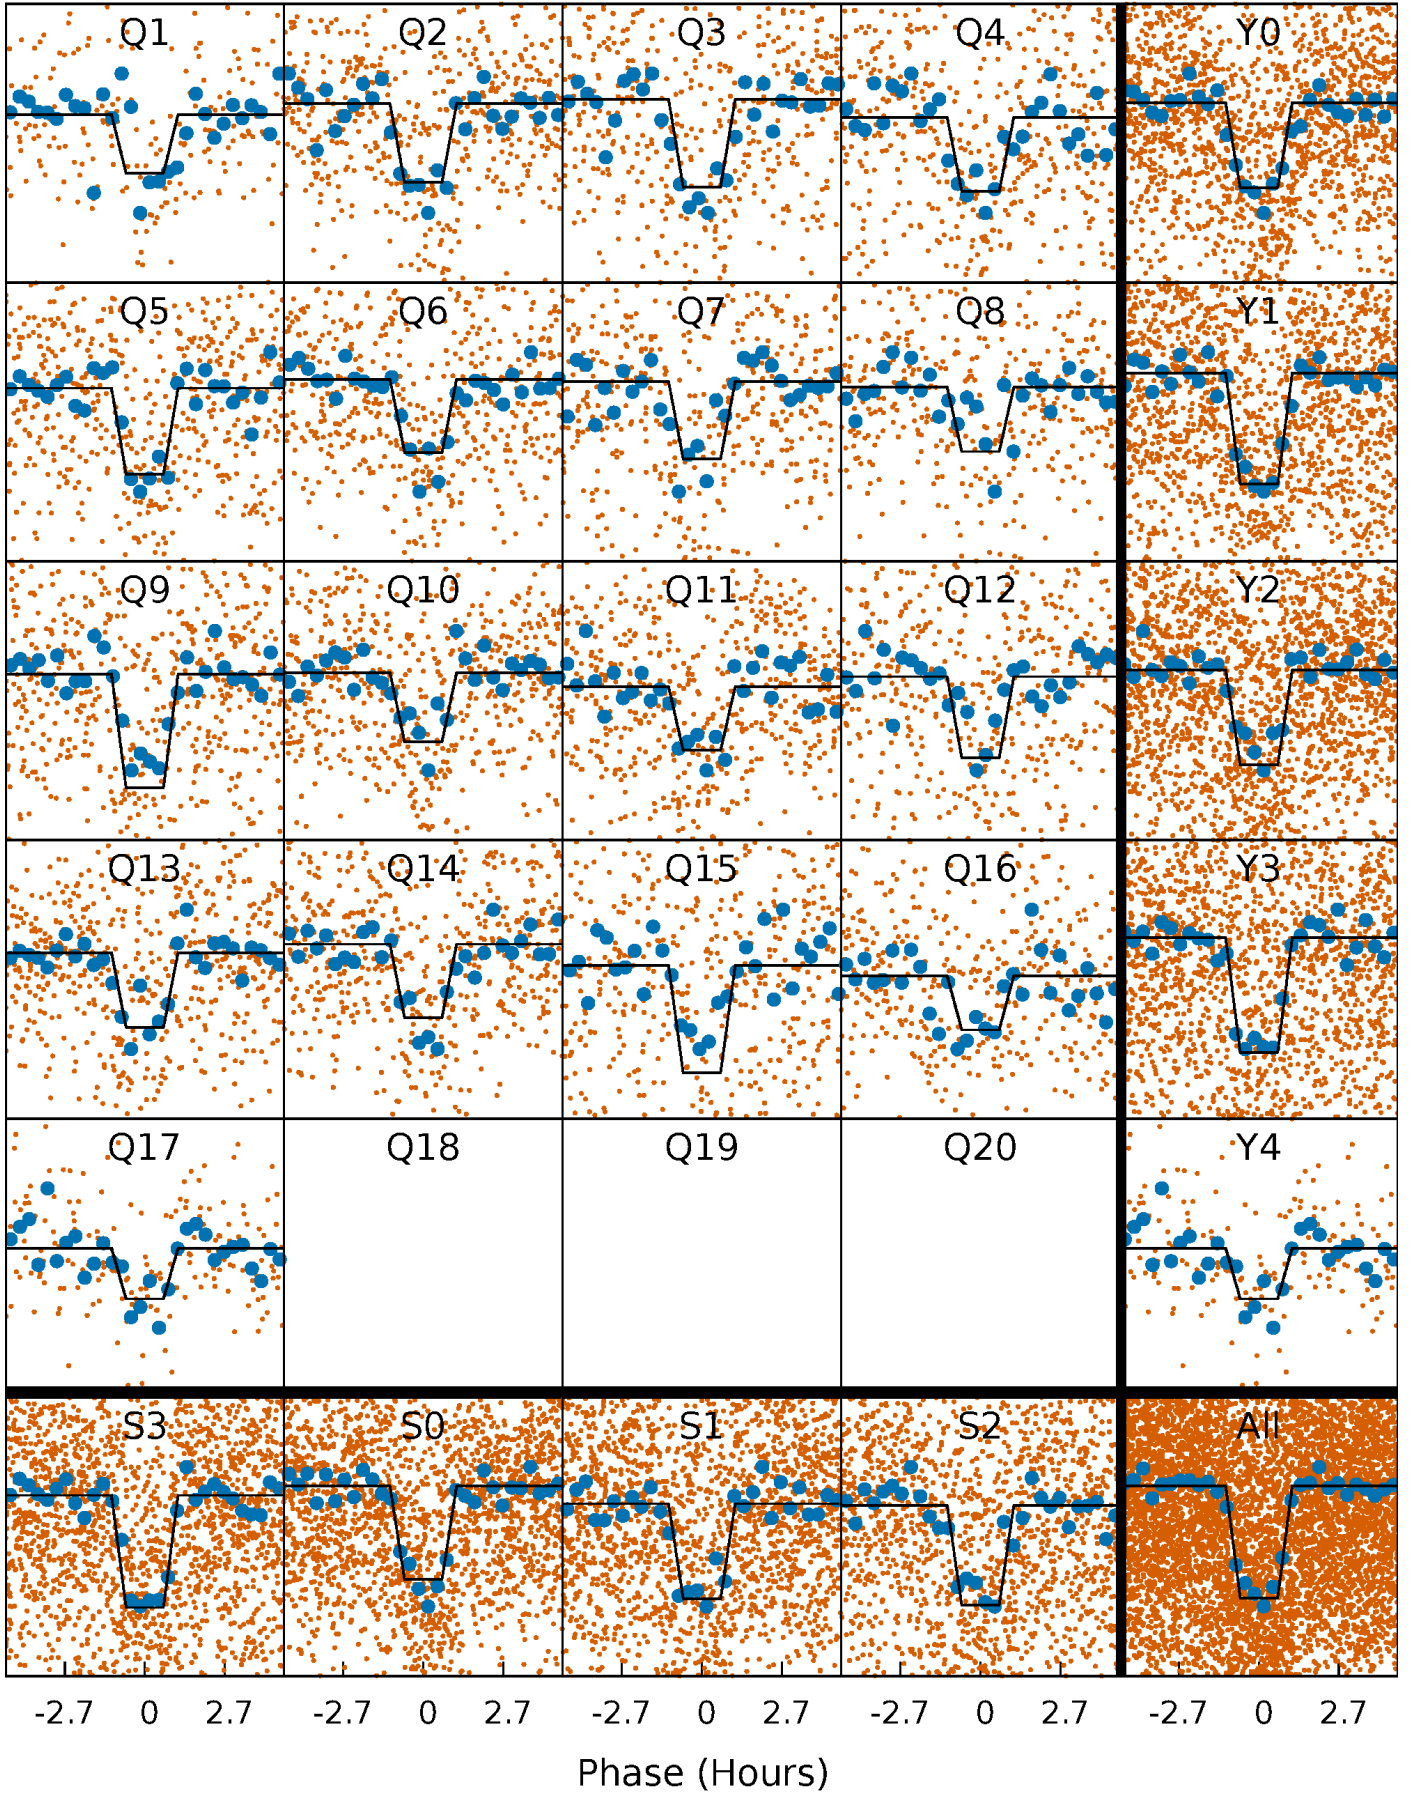 Q1 Q2 Q3 Q4 Y0
Q5 Q6 Q7 Q8 Y1
Q9 Q10 Q11 Q12 Y2
Q13 Q14 Q15 Q16 Y3
Q17 Q18 Q19 Q20 Y4
S3 S0 S1 S2 All
-2.7 0 2.7 -2.7 0 2.7 -2.7 0 2.7 -2.7 0 2.7 -2.7 0 2.7
Phase (Hours)